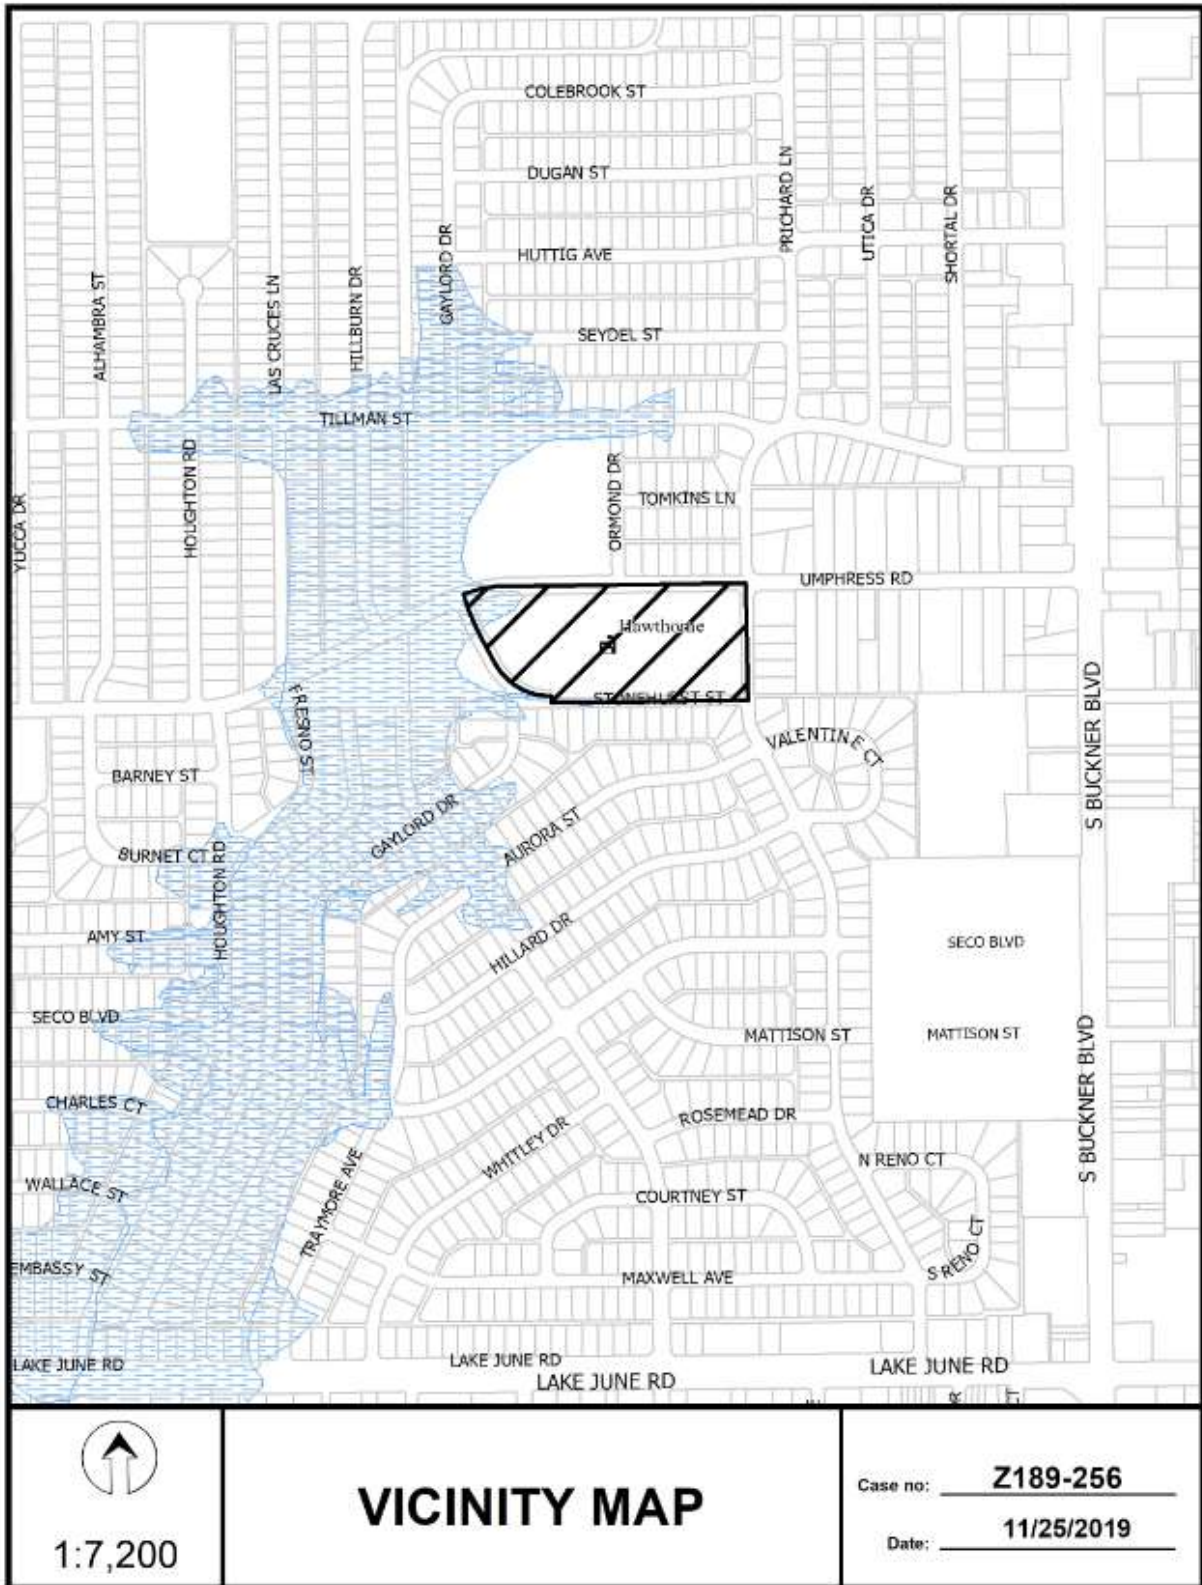 COLEBROOK ST
DUGAN ST
PRICHARD LN
UTICA DR
SHORTAL DR
HUTTIG AVE
GAYLORD DR
ALHAMBRA ST
LAS CRUCES LN
HILLBURN DR
SEYDEL ST
TILLMAN ST
HOUGHTON RD
YUCCA DR
ORMOND DR
TOMKINS LN
UMPHRESS RD
Hawthorne
STONEHURST ST
FRESNO ST
VALENTINE CT
S BUCKNER BLVD
BARNEY ST
GAYLORD DR
AURORA ST
BURNET CT
HOUGHTON RD
AMY ST
HILLARD DR
SECO BLVD
SECO BLVD
MATTISON ST
MATTISON ST
S BUCKNER BLVD
CHARLES CT
ROSEMEAD DR
WHITLEY DR
N RENO CT
WALLACE ST
TRAYMORE AVE
COURTNEY ST
S RENO CT
EMBASSY ST
MAXWELL AVE
LAKE JUNE RD
LAKE JUNE RD
LAKE JUNE RD
LAKE JUNE RD
1:7,200
VICINITY MAP
Case no: Z189-256
Date: 11/25/2019